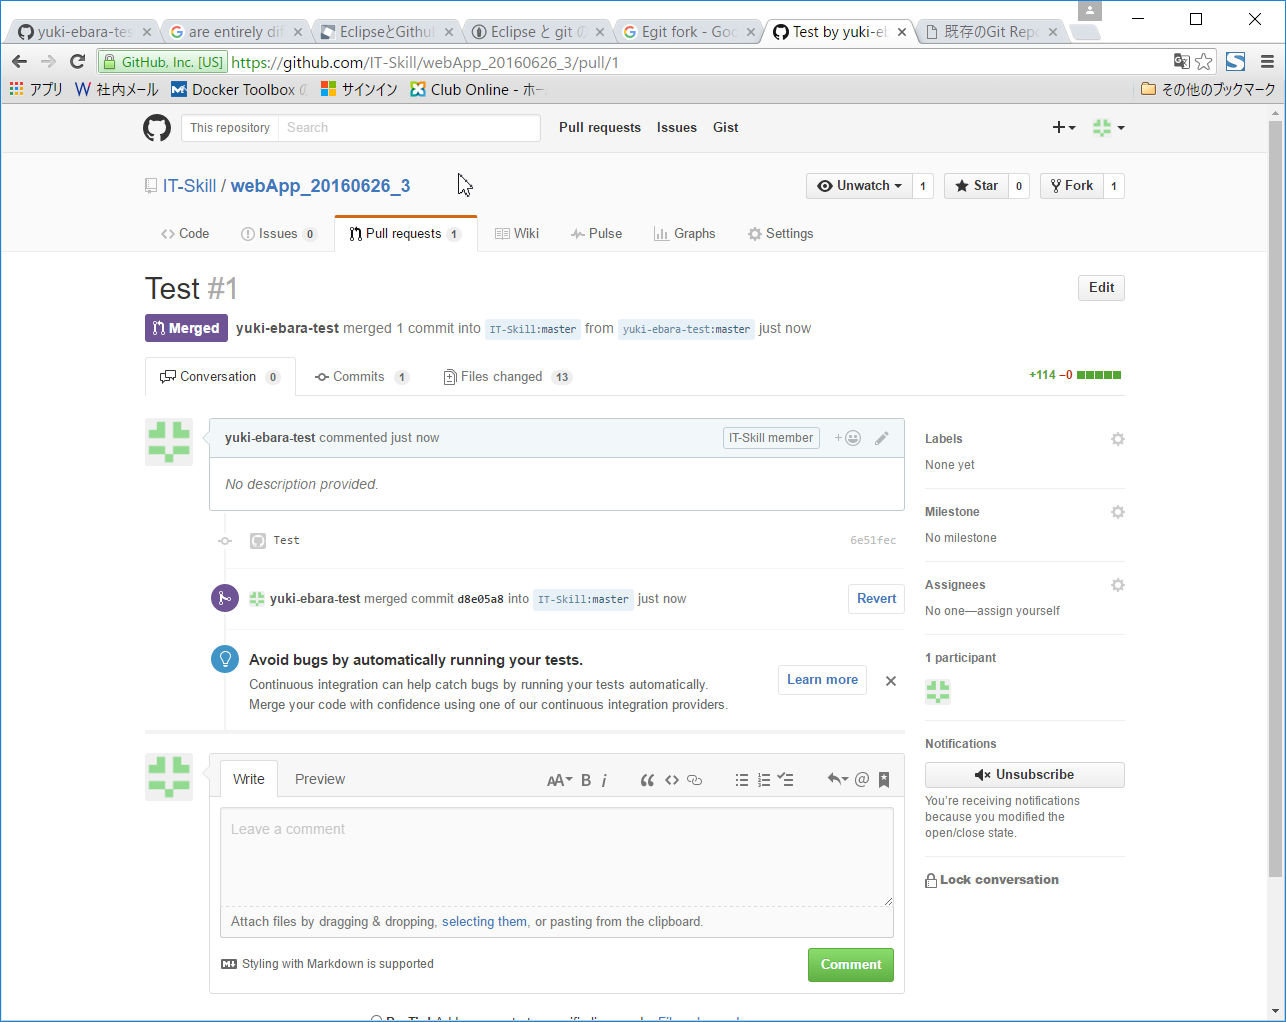 yuki-ebara-tes
are entirely dif
EclipseとGithub
Eclipse と git の
Egit fork - Goo
Test by yuki-eb
既存のGit Repo
GitHub, Inc. [US] https://github.com/IT-Skill/webApp_20160626_3/pull/1
アプリ 社内メール Docker Toolbox サインイン Club Online - ホー その他のブックマーク
This repository Search Pull requests Issues Gist
IT-Skill / webApp_20160626_3 Unwatch 1 Star 0 Fork 1
Code Issues 0 Pull requests 1 Wiki Pulse Graphs Settings
Test #1 Edit
Merged yuki-ebara-test merged 1 commit into IT-Skill:master from yuki-ebara-test:master just now
Conversation 0 Commits 1 Files changed 13 +114 −0
yuki-ebara-test commented just now IT-Skill member
No description provided.
Test 6e51fec
yuki-ebara-test merged commit d8e05a8 into IT-Skill:master just now Revert
Avoid bugs by automatically running your tests.
Continuous integration can help catch bugs by running your tests automatically.
Merge your code with confidence using one of our continuous integration providers.
Learn more
Labels
None yet
Milestone
No milestone
Assignees
No one—assign yourself
1 participant
Notifications
Unsubscribe
You're receiving notifications
because you modified the
open/close state.
Lock conversation
Write Preview AA B i
Leave a comment
Attach files by dragging & dropping, selecting them, or pasting from the clipboard.
Styling with Markdown is supported Comment